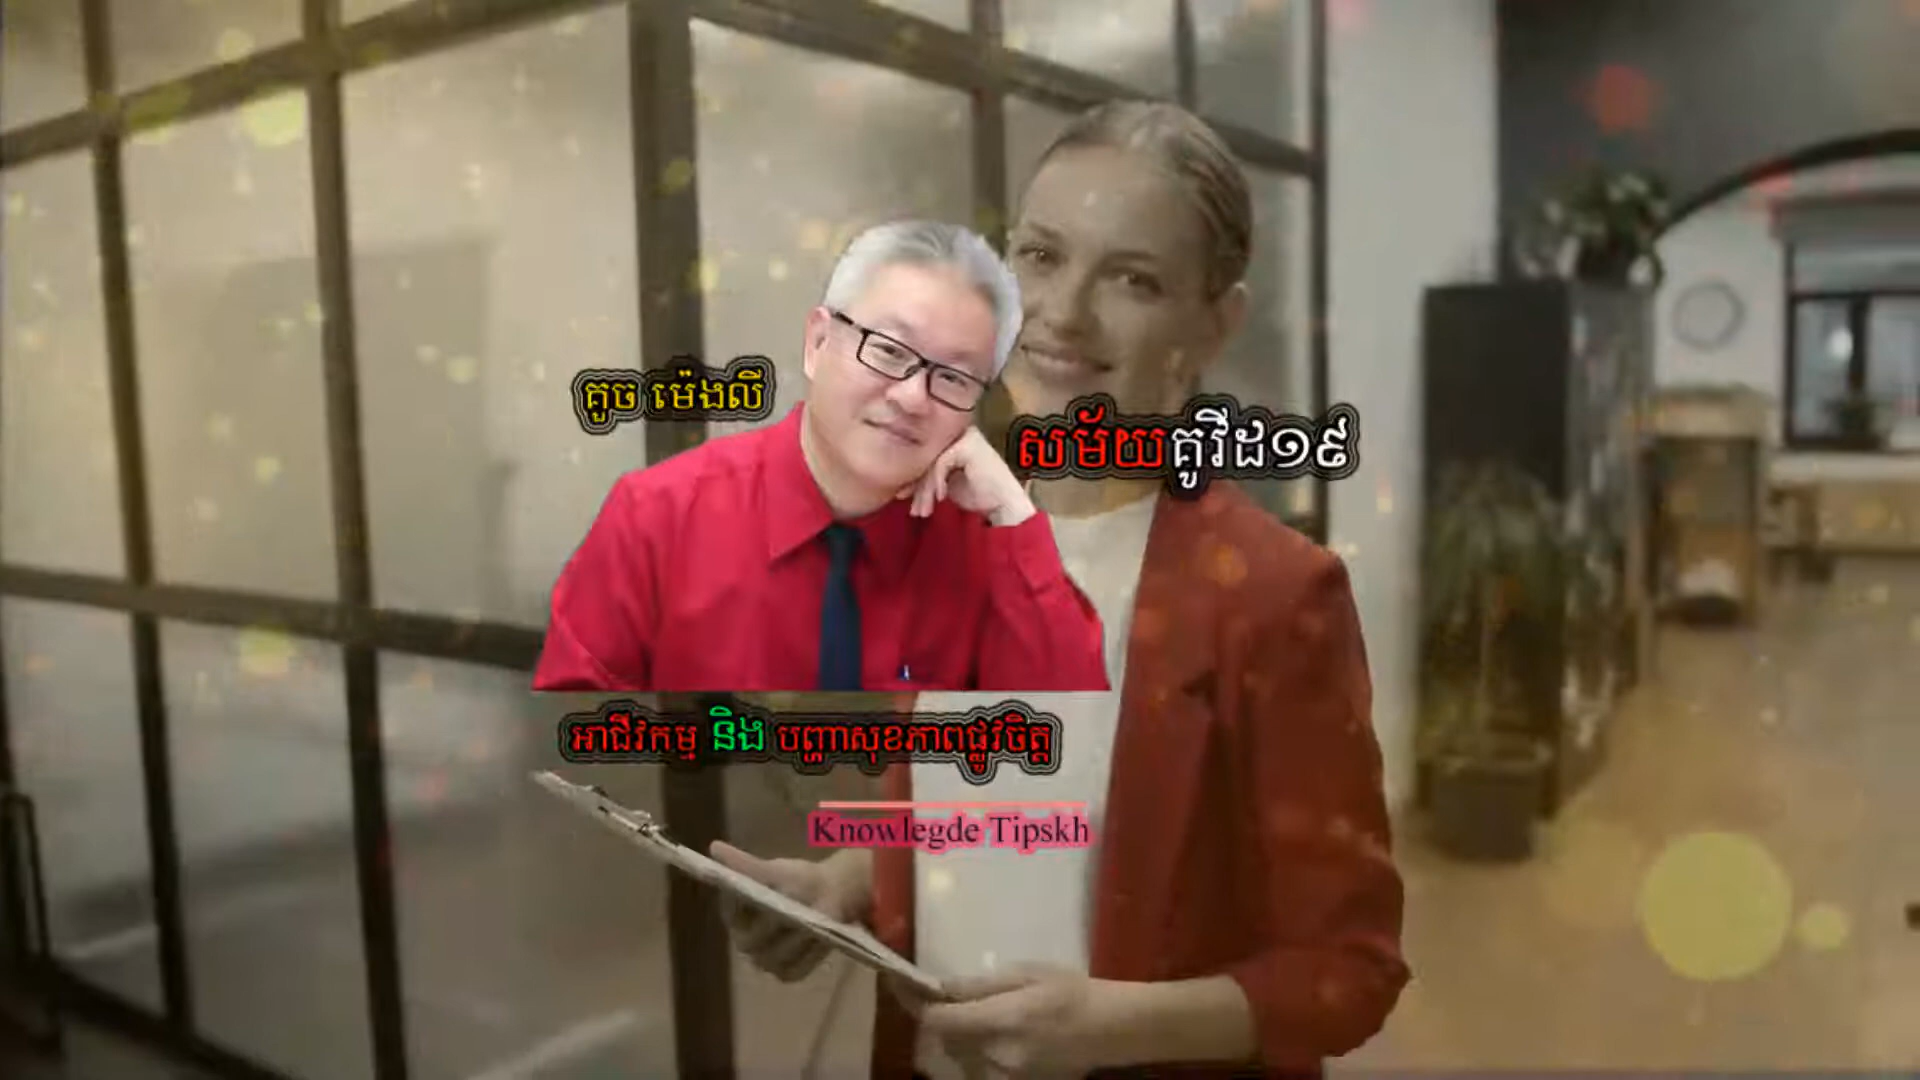 គួច ម៉េងលី
សម័យគូវីដ១៩
អាជីវកម្ម និង បញ្ហាសុខភាពផ្លូវចិត្ត
Knowlegde Tipskh